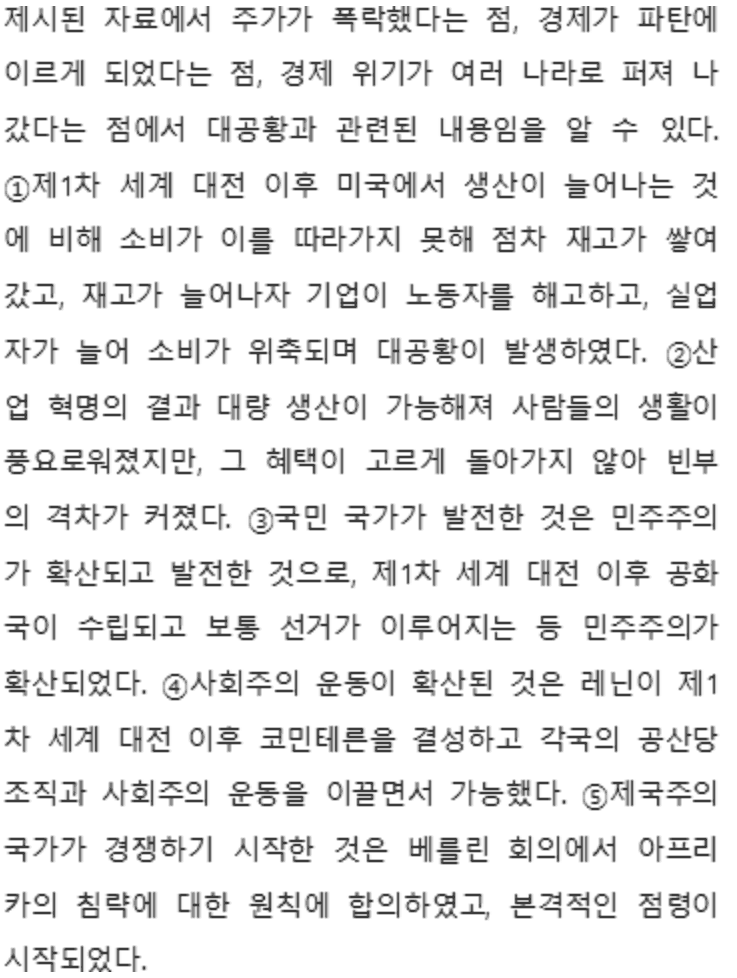 제시된 자료에서 주가가 폭락했다는 점, 경제가 파탄에
이르게 되었다는 점, 경제 위기가 여러 나라로 퍼져 나
갔다는 점에서 대공황과 관련된 내용임을 알 수 있다.
①제1차 세계 대전 이후 미국에서 생산이 늘어나는 것
에 비해 소비가 이를 따라가지 못해 점차 재고가 쌓여
갔고, 재고가 늘어나자 기업이 노동자를 해고하고, 실업
자가 늘어 소비가 위축되며 대공황이 발생하였다. ②산
업 혁명의 결과 대량 생산이 가능해져 사람들의 생활이
풍요로워졌지만, 그 혜택이 고르게 돌아가지 않아 빈부
의 격차가 커졌다. ③국민 국가가 발전한 것은 민주주의
가 확산되고 발전한 것으로, 제1차 세계 대전 이후 공화
국이 수립되고 보통 선거가 이루어지는 등 민주주의가
확산되었다. ④사회주의 운동이 확산된 것은 레닌이 제1
차 세계 대전 이후 코민테른을 결성하고 각국의 공산당
조직과 사회주의 운동을 이끌면서 가능했다. ⑤제국주의
국가가 경쟁하기 시작한 것은 베를린 회의에서 아프리
카의 침략에 대한 원칙에 합의하였고, 본격적인 점령이
시작되었다.